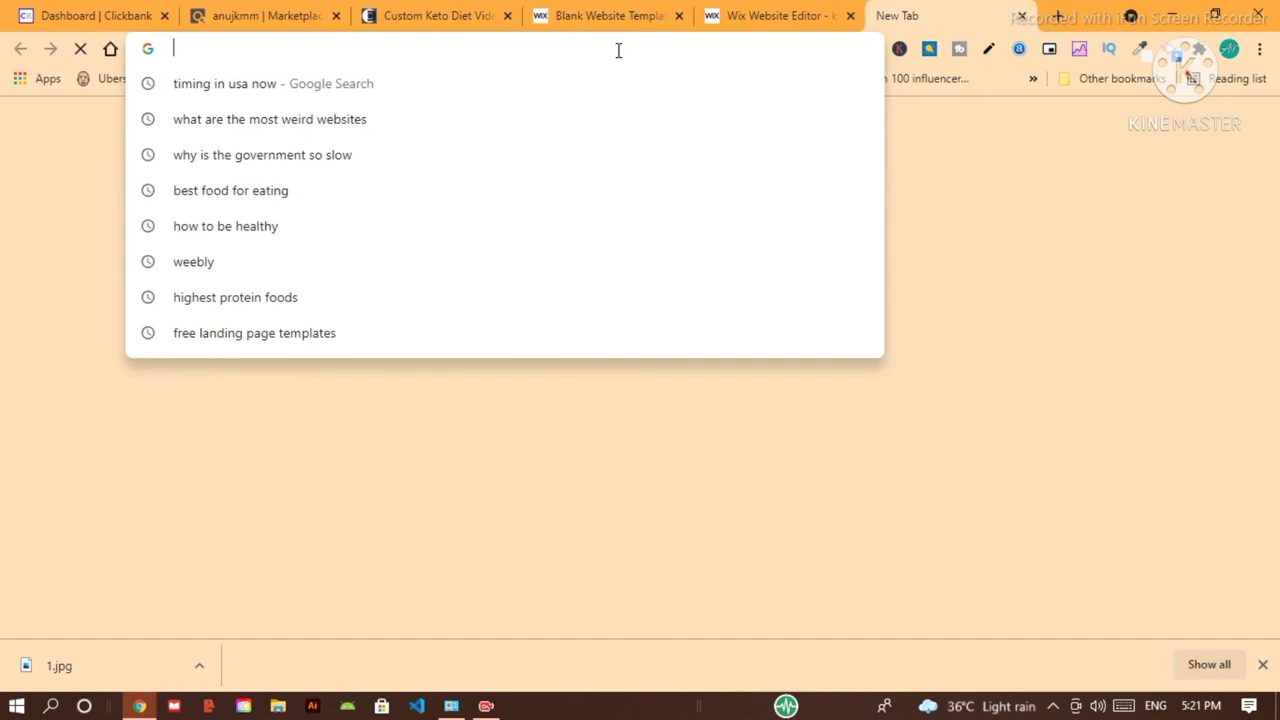 Dashboard | Clickbank
anujkmm | Marketplac
Custom Keto Diet Vide
Blank Website Templa
Wix Website Editor - k
New Tab
Recorded with iFun Screen Recorder
timing in usa now - Google Search
what are the most weird websites
why is the government so slow
best food for eating
how to be healthy
weebly
highest protein foods
free landing page templates
Apps
Ubers
n 100 influencer...
»
Other bookmarks
Reading list
KINEMASTER
1.jpg
Show all
36°C Light rain
ENG
5:21 PM